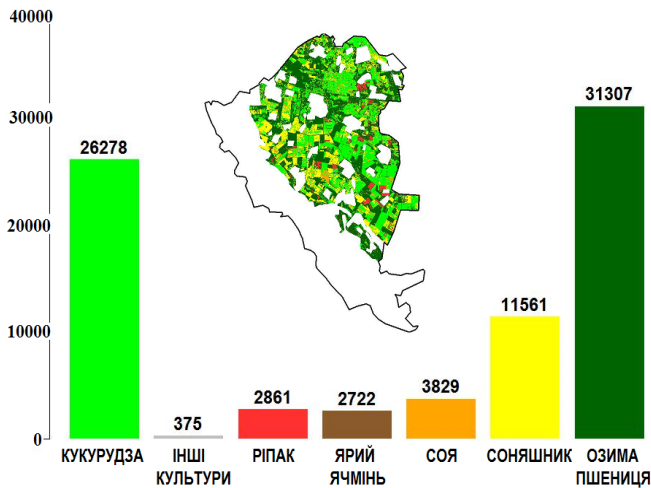 40000
30000
20000
10000
0
26278
375
2861
2722
3829
11561
31307
КУКУРУДЗА
ІНШІ
КУЛЬТУРИ
РІПАК
ЯРИЙ
ЯЧМІНЬ
СОЯ
СОНЯШНИК
ОЗИМА
ПШЕНИЦЯ